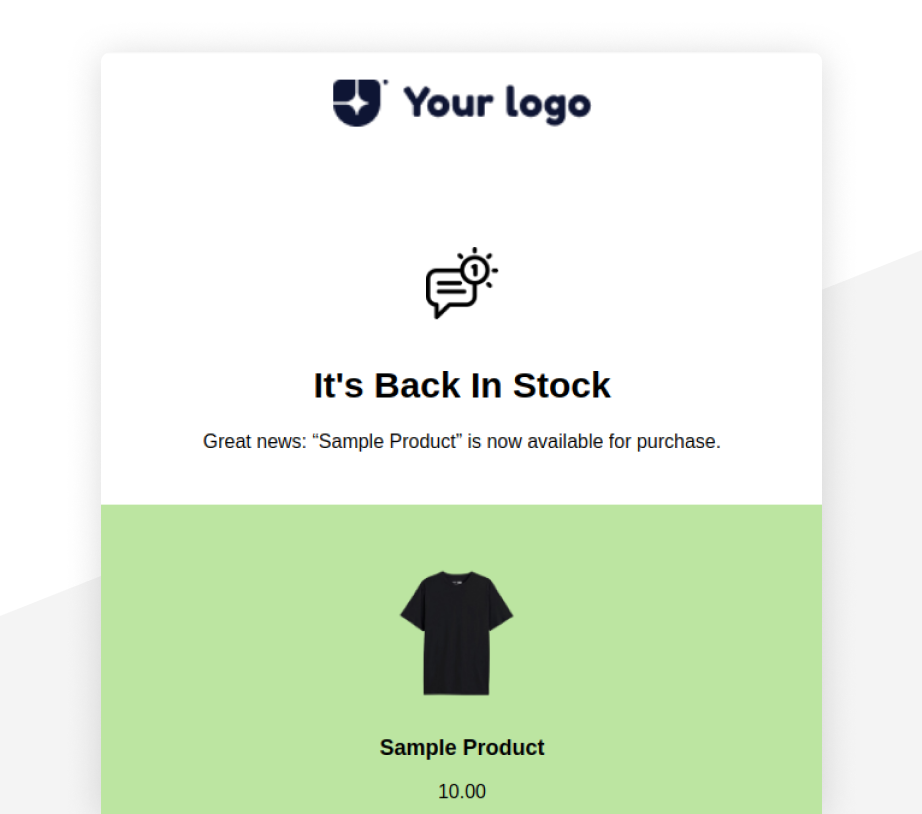 Your logo
1
It's Back In Stock
Great news: “Sample Product” is now available for purchase.
Sample Product
10.00